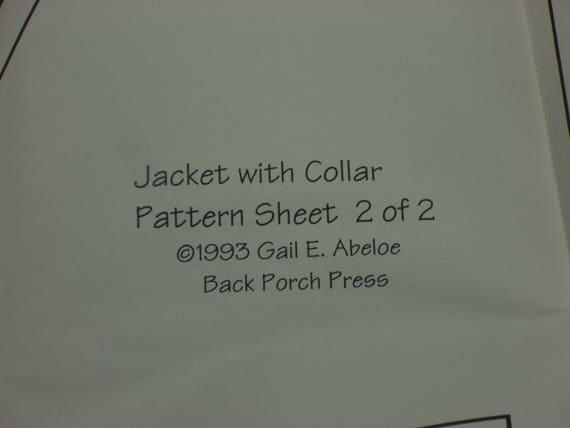 Jacket with Collar
Pattern Sheet 2 of 2
©1993 Gail E. Abeloe
Back Porch Press